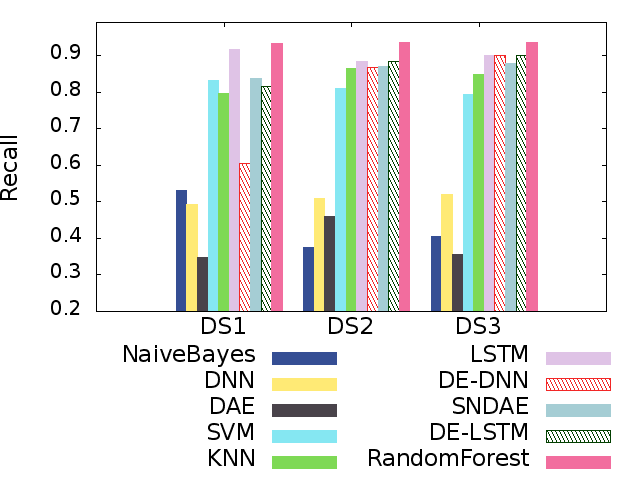 Recall
0.9
0.8
0.7
0.6
0.5
0.4
0.3
0.2
DS1 DS2 DS3
NaiveBayes
DNN
DAE
SVM
KNN
LSTM
DE-DNN
SNDAE
DE-LSTM
RandomForest